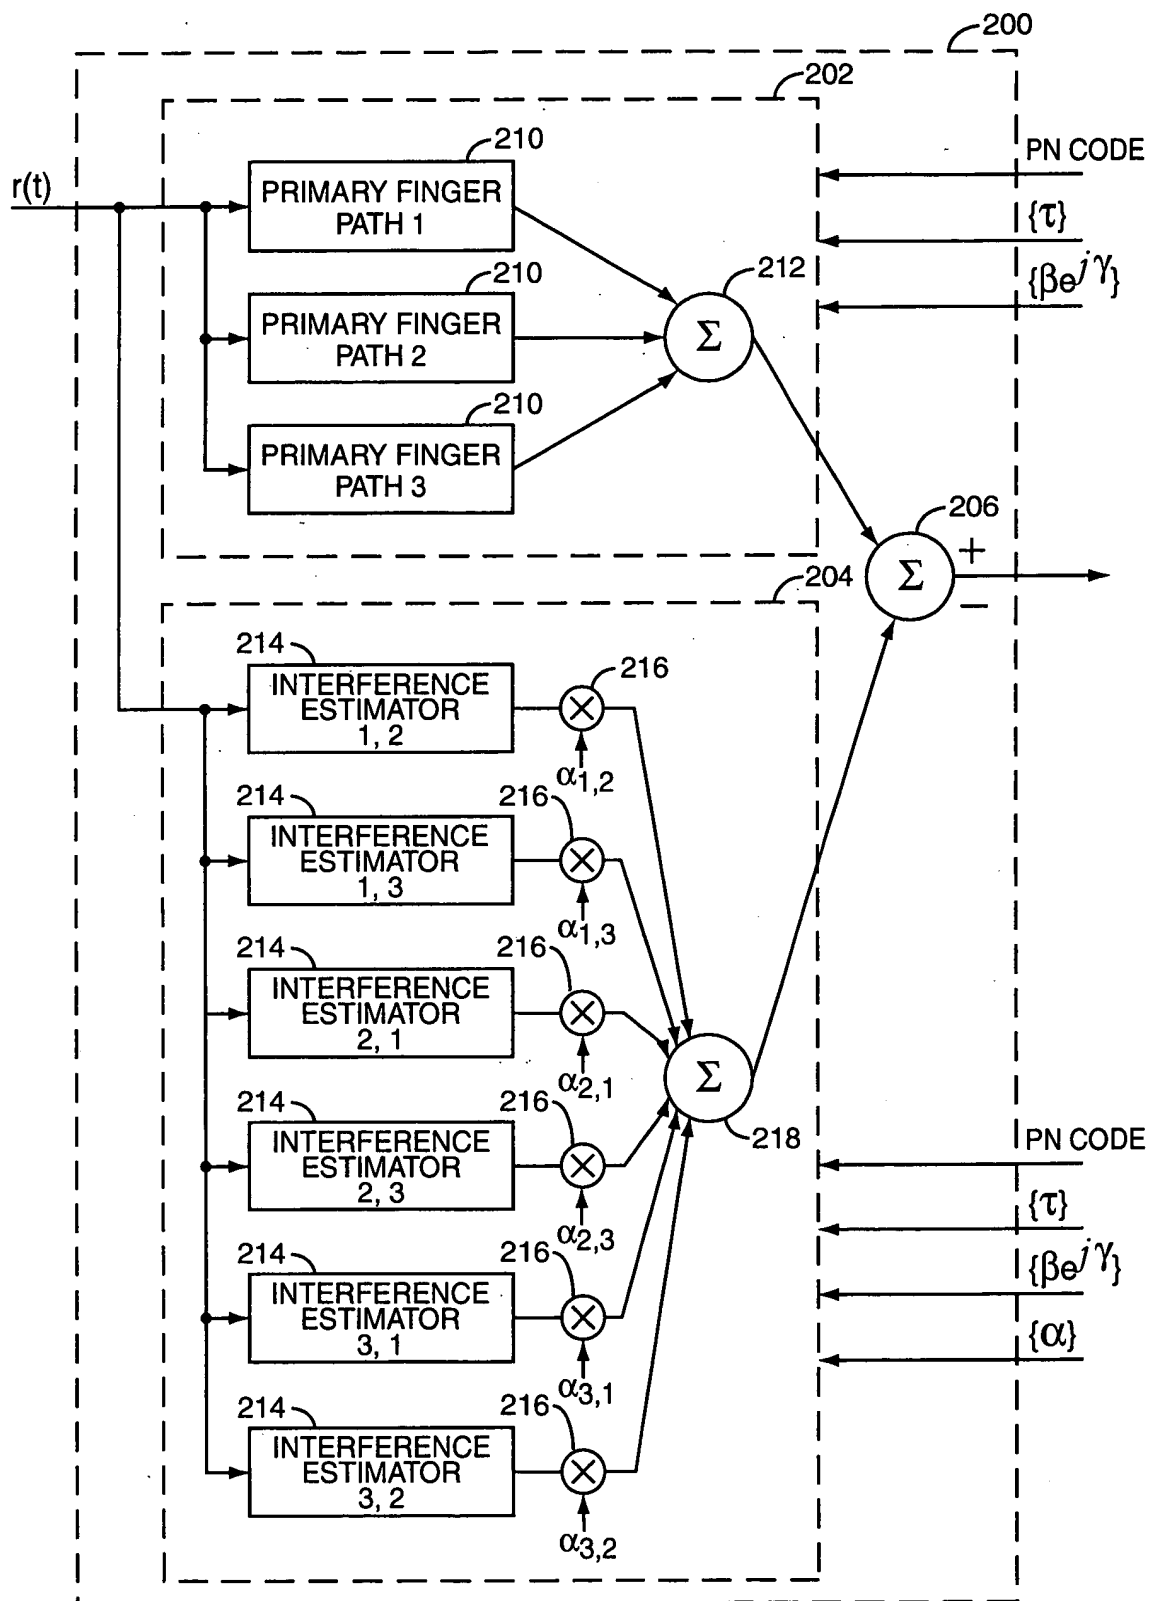 200
202
210
PRIMARY FINGER
PATH 1
r(t)
PN CODE
{τ}
{βe^jγ}
210
PRIMARY FINGER
PATH 2
212
Σ
210
PRIMARY FINGER
PATH 3
206
Σ
+
−
204
214
INTERFERENCE
ESTIMATOR
1, 2
216
α1,2
214
INTERFERENCE
ESTIMATOR
1, 3
216
α1,3
214
INTERFERENCE
ESTIMATOR
2, 1
216
α2,1
Σ
218
214
INTERFERENCE
ESTIMATOR
2, 3
216
α2,3
PN CODE
{τ}
{βe^jγ}
{α}
214
INTERFERENCE
ESTIMATOR
3, 1
216
α3,1
214
INTERFERENCE
ESTIMATOR
3, 2
216
α3,2